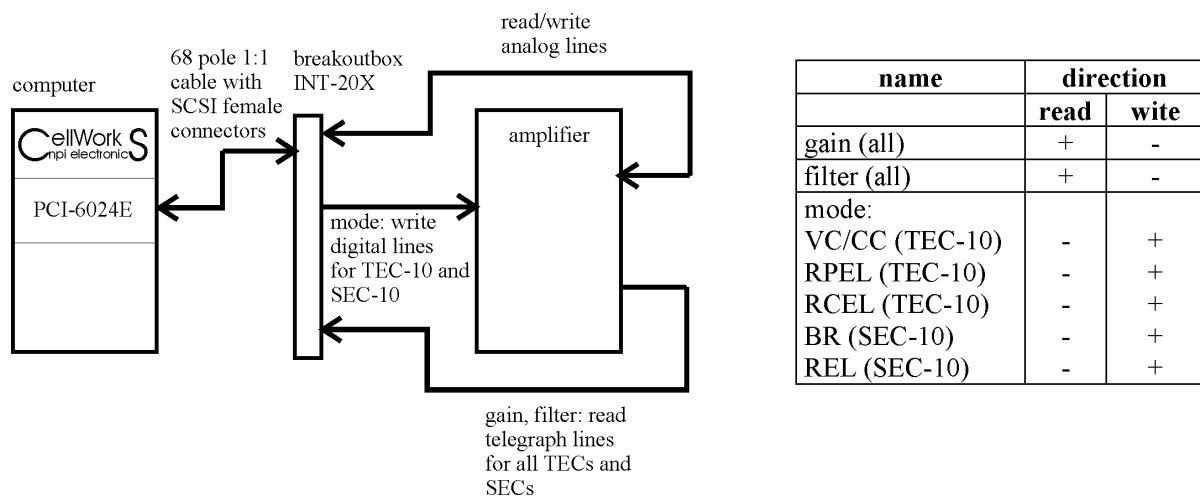 read/write
analog lines
68 pole 1:1
cable with
SCSI female
connectors
breakoutbox
INT-20X
computer
CellWorkS
npi electronic
PCI-6024E
amplifier
mode: write
digital lines
for TEC-10 and
SEC-10
gain, filter: read
telegraph lines
for all TECs and
SECs
name direction
read wite
gain (all) + -
filter (all) + -
mode:
VC/CC (TEC-10) - +
RPEL (TEC-10) - +
RCEL (TEC-10) - +
BR (SEC-10) - +
REL (SEC-10) - +